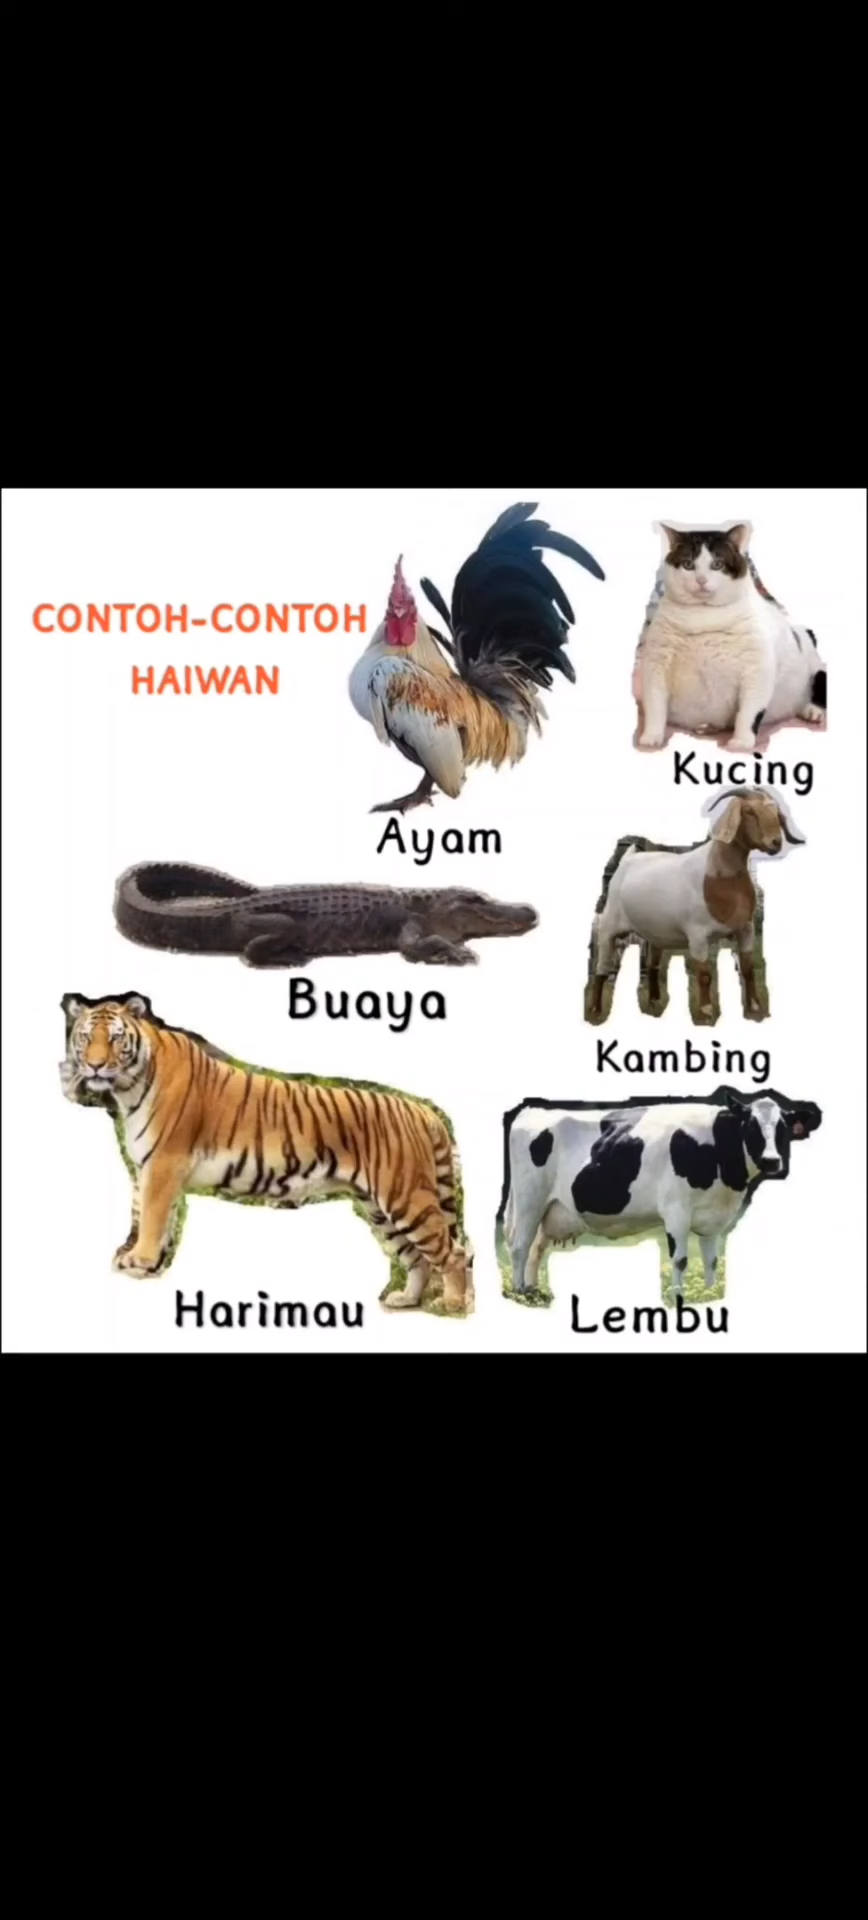 CONTOH-CONTOH
HAIWAN
Ayam
Kucing
Buaya
Kambing
Harimau
Lembu